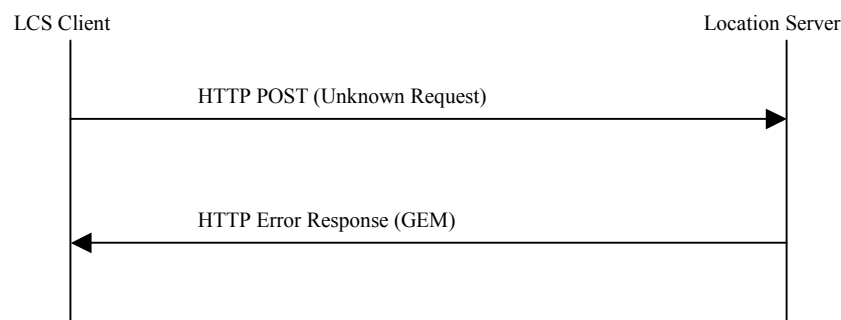 LCS Client
Location Server
HTTP POST (Unknown Request)
HTTP Error Response (GEM)